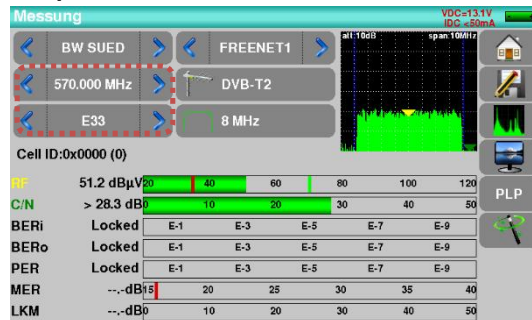 Messung VDC=13,1V
IDC <50mA
BW SUED FREENET1 alt:10dB span:10MHz
570.000 MHz DVB-T2
E33 8 MHz
Cell ID:0x0000 (0)
RF 51.2 dBµV 20 40 60 80 100 120
C/N > 28.3 dB 0 10 20 30 40 50
BERi Locked E-1 E-3 E-5 E-7 E-9
BERo Locked E-1 E-3 E-5 E-7 E-9
PER Locked E-1 E-3 E-5 E-7 E-9
MER --.-dB 15 20 25 30 35 40
LKM --.-dB 0 10 20 30 40 50
PLP